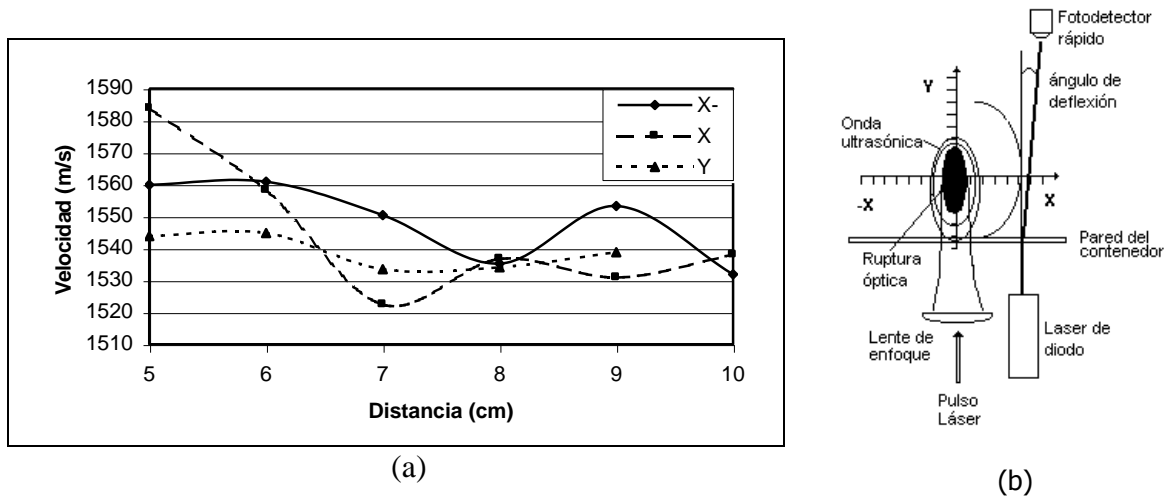 1590
1580
1570
1560
1550
1540
1530
1520
1510
Velocidad (m/s)
5 6 7 8 9 10
Distancia (cm)
X-
X
Y
(a)
Fotodetector
rápido
ángulo de
deflexión
Y
Onda
ultrasónica
-X
X
Pared del
contenedor
Ruptura
óptica
Lente de
enfoque
Laser de
diodo
Pulso
Láser
(b)